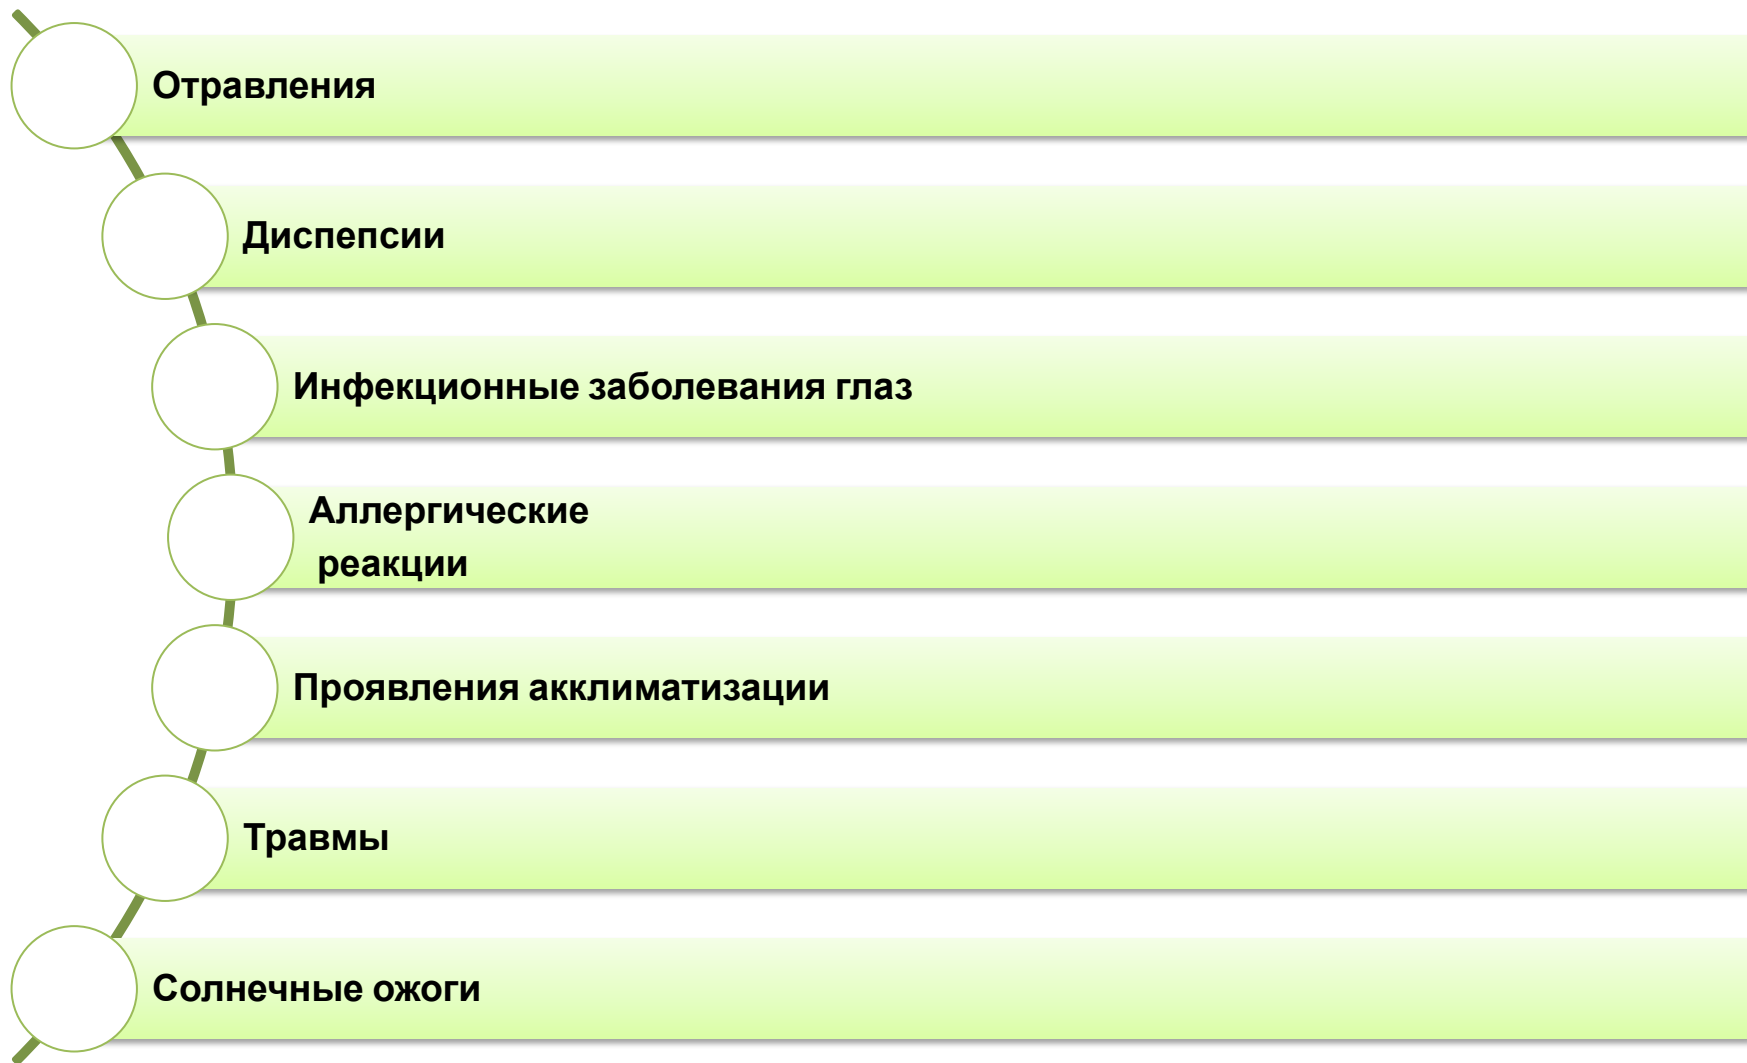 Отравления
Диспепсии
Инфекционные заболевания глаз
Аллергические
реакции
Проявления акклиматизации
Травмы
Солнечные ожоги